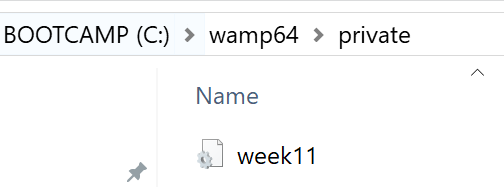 BOOTCAMP (C:) > wamp64 > private
Name
week11